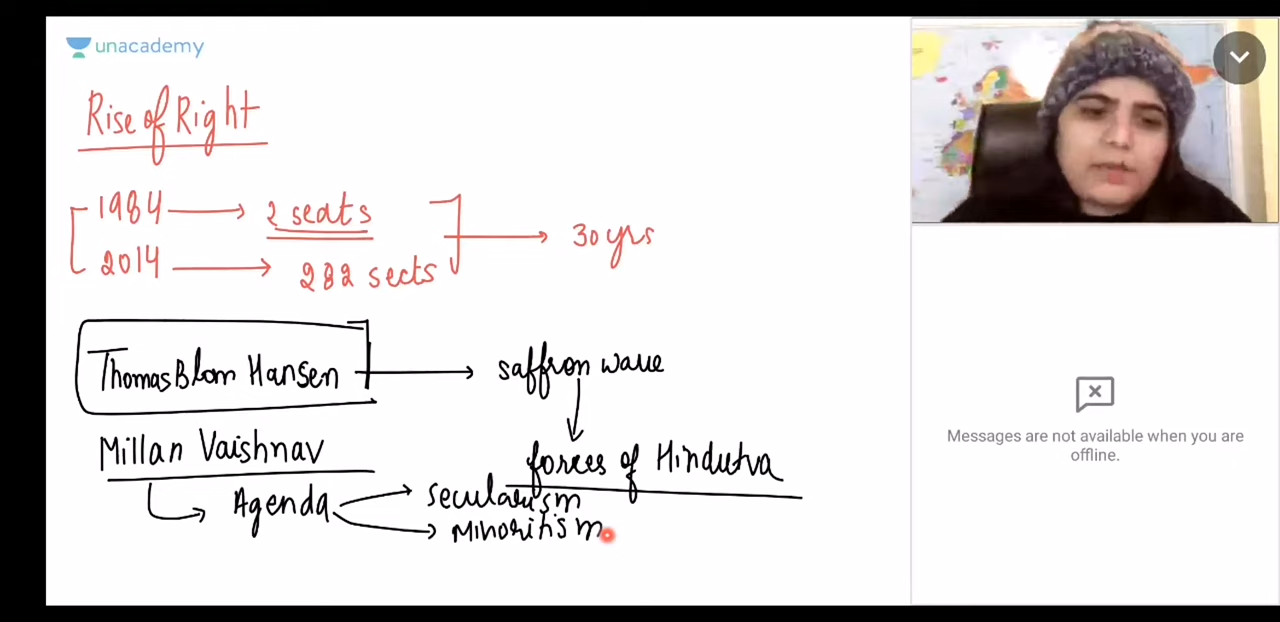 unacademy
Rise of Right
1984 → 2 seats
2014 → 282 sects
→ 30 yrs
Thomas Blom Hansen → saffron wave
Millan Vaishnav
forces of Hindutva
Agenda → secularism
→ Minoritism
Messages are not available when you are
offline.